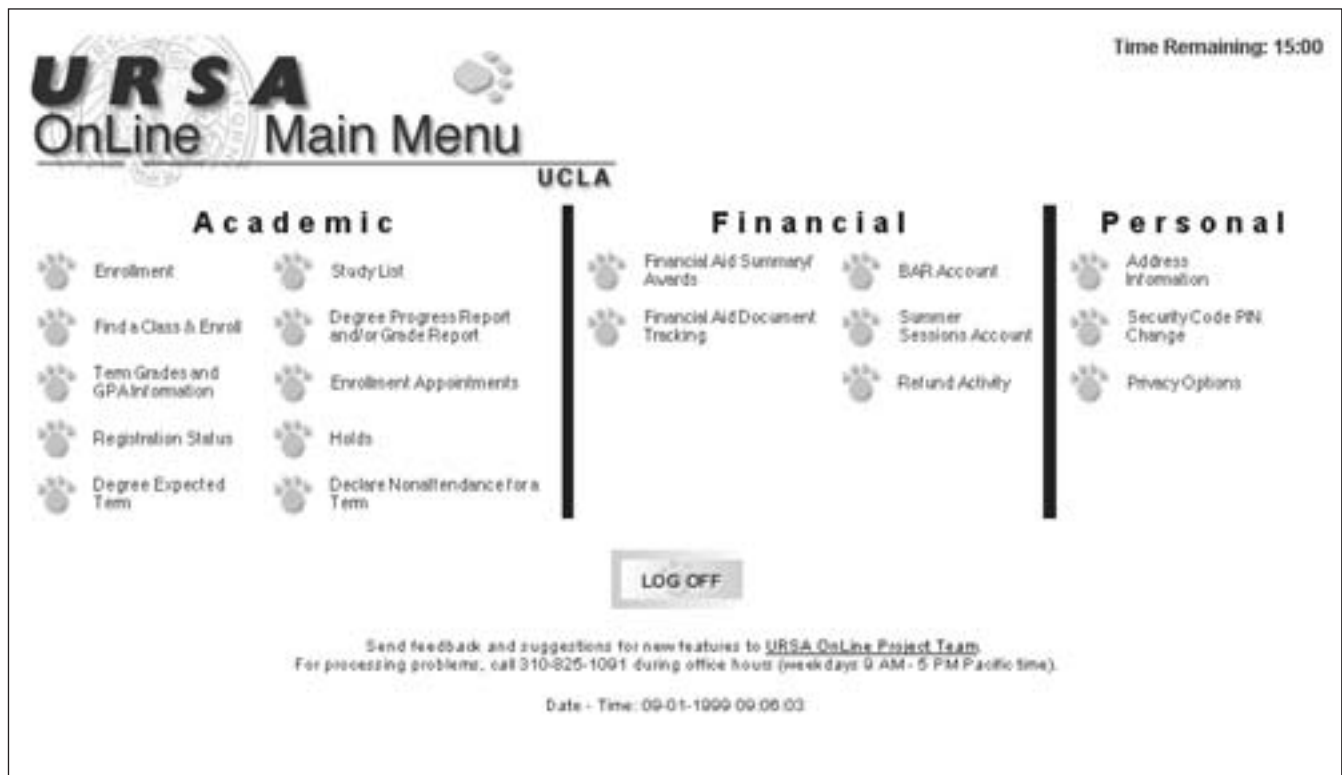 Time Remaining: 15:00
URSA
OnLine Main Menu
UCLA
Academic
Enrollment
Find a Class & Enroll
Term Grades and
GPA Information
Registration Status
Degree Expected
Term
Study List
Degree Progress Report
and/or Grade Report
Enrollment Appointments
Holds
Declare Nonattendance for a
Term
Financial
Financial Aid Summary/
Awards
Financial Aid Document
Tracking
BAR Account
Summer
Sessions Account
Refund Activity
Personal
Address
Information
Security Code PIN
Change
Privacy Options
LOG OFF
Send feedback and suggestions for new features to URSA OnLine Project Team.
For processing problems, call 310-825-1091 during office hours (weekdays 9 AM - 5 PM Pacific time).
Date - Time: 09-01-1999 09:06:03